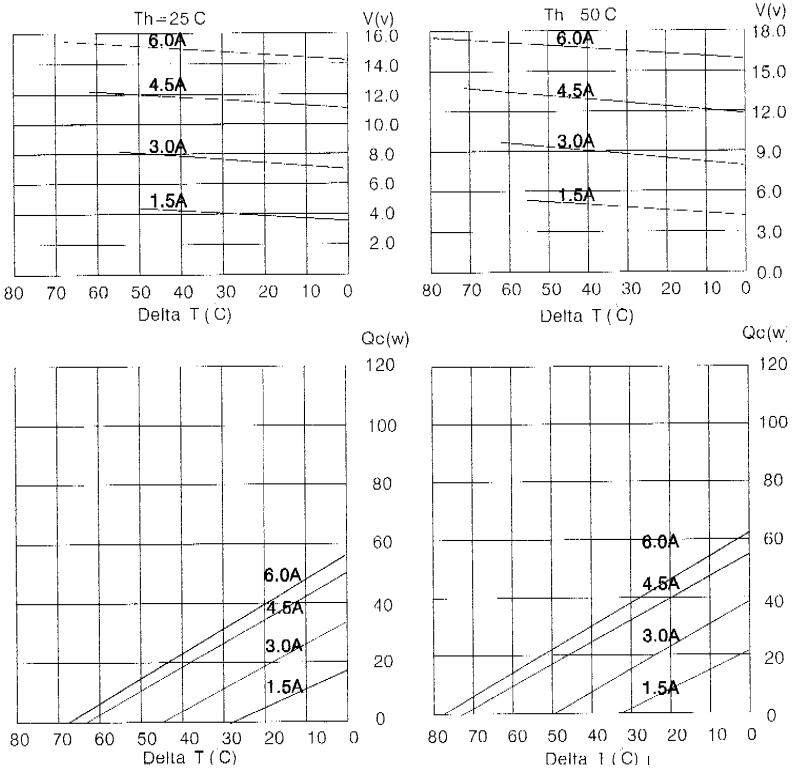 Th=25 C
V(v)
6.0A
4.5A
3.0A
1.5A
16.0
14.0
12.0
10.0
8.0
6.0
4.0
2.0
80 70 60 50 40 30 20 10 0
Delta T ( C)
Th 50 C
V(v)
6.0A
4.5A
3.0A
1.5A
18.0
15.0
12.0
9.0
6.0
3.0
0.0
80 70 60 50 40 30 20 10 0
Delta T ( C)
Qc(w)
120
100
80
60
40
20
0
6.0A
4.5A
3.0A
1.5A
80 70 60 50 40 30 20 10
Delta T ( C)
Qc(w)
120
100
80
60
40
20
0
6.0A
4.5A
3.0A
1.5A
80 70 60 50 40 30 20 10 0
Delta T ( C)